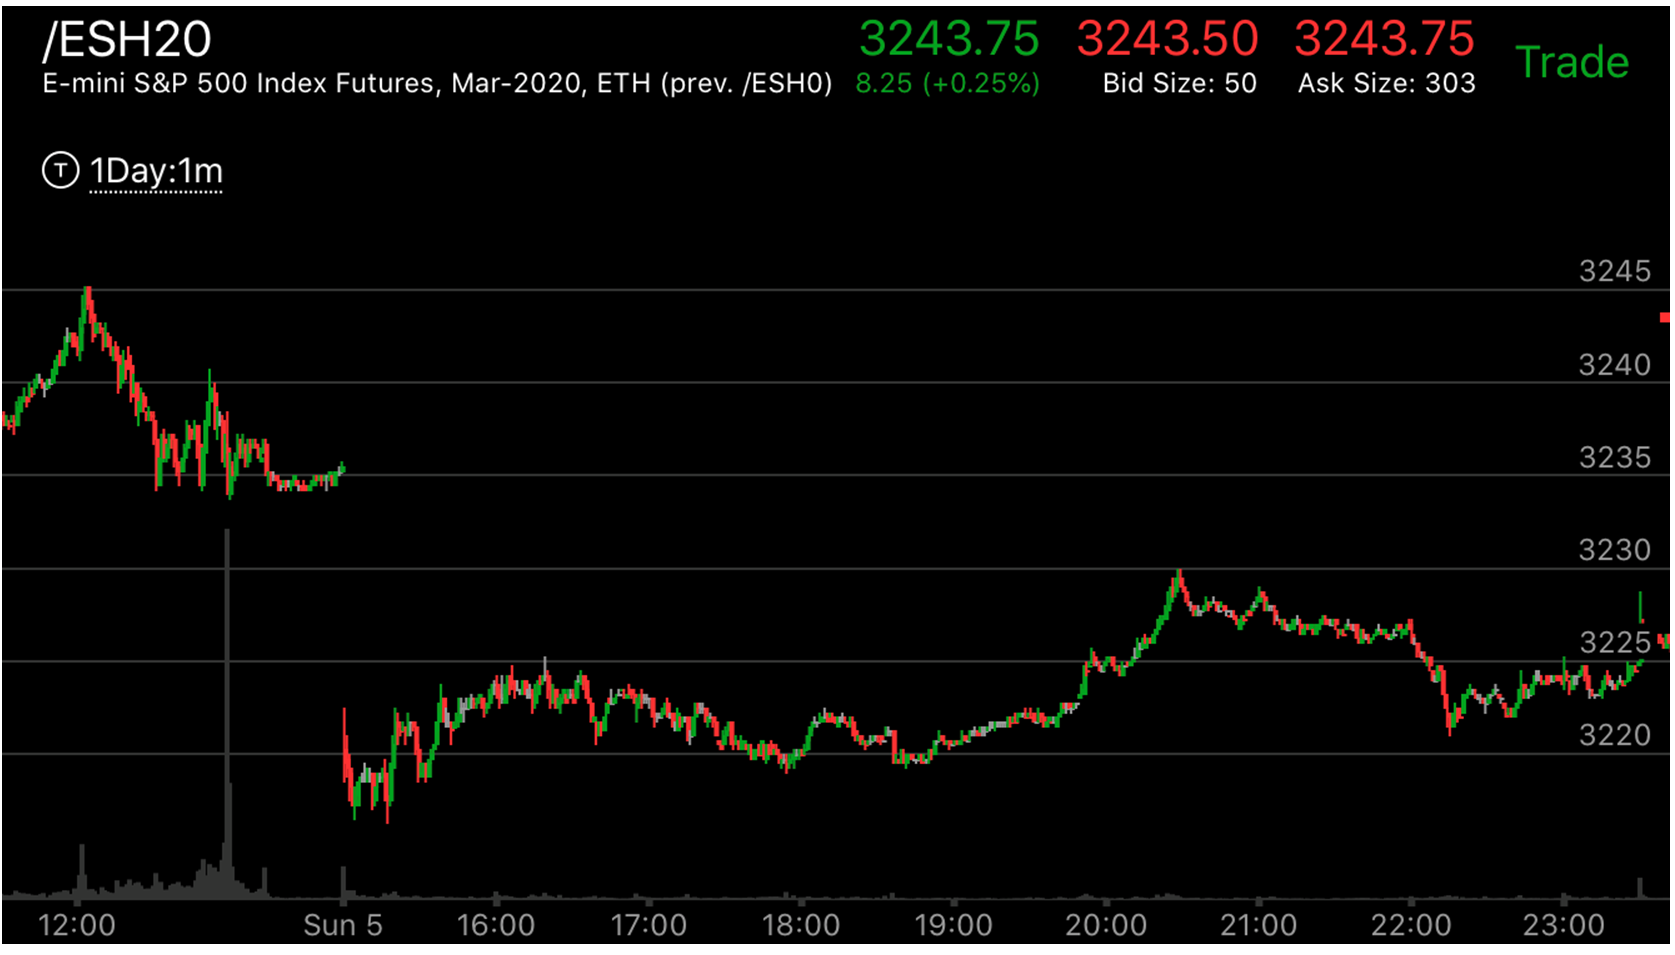 /ESH20
3243.75 3243.50 3243.75
Trade
E-mini S&P 500 Index Futures, Mar-2020, ETH (prev. /ESH0) 8.25 (+0.25%) Bid Size: 50 Ask Size: 303
T 1Day:1m
3245
3240
3235
3230
3225
3220
12:00 Sun 5 16:00 17:00 18:00 19:00 20:00 21:00 22:00 23:00